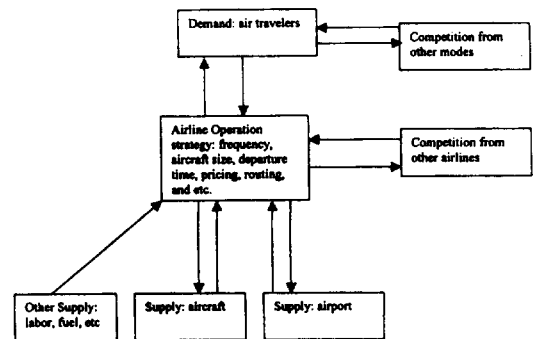 Demand: air travelers
Competition from
other modes
Airline Operation
strategy: frequency,
aircraft size, departure
time, pricing, routing,
and etc.
Competition from
other airlines
Other Supply:
labor, fuel, etc
Supply: aircraft
Supply: airport